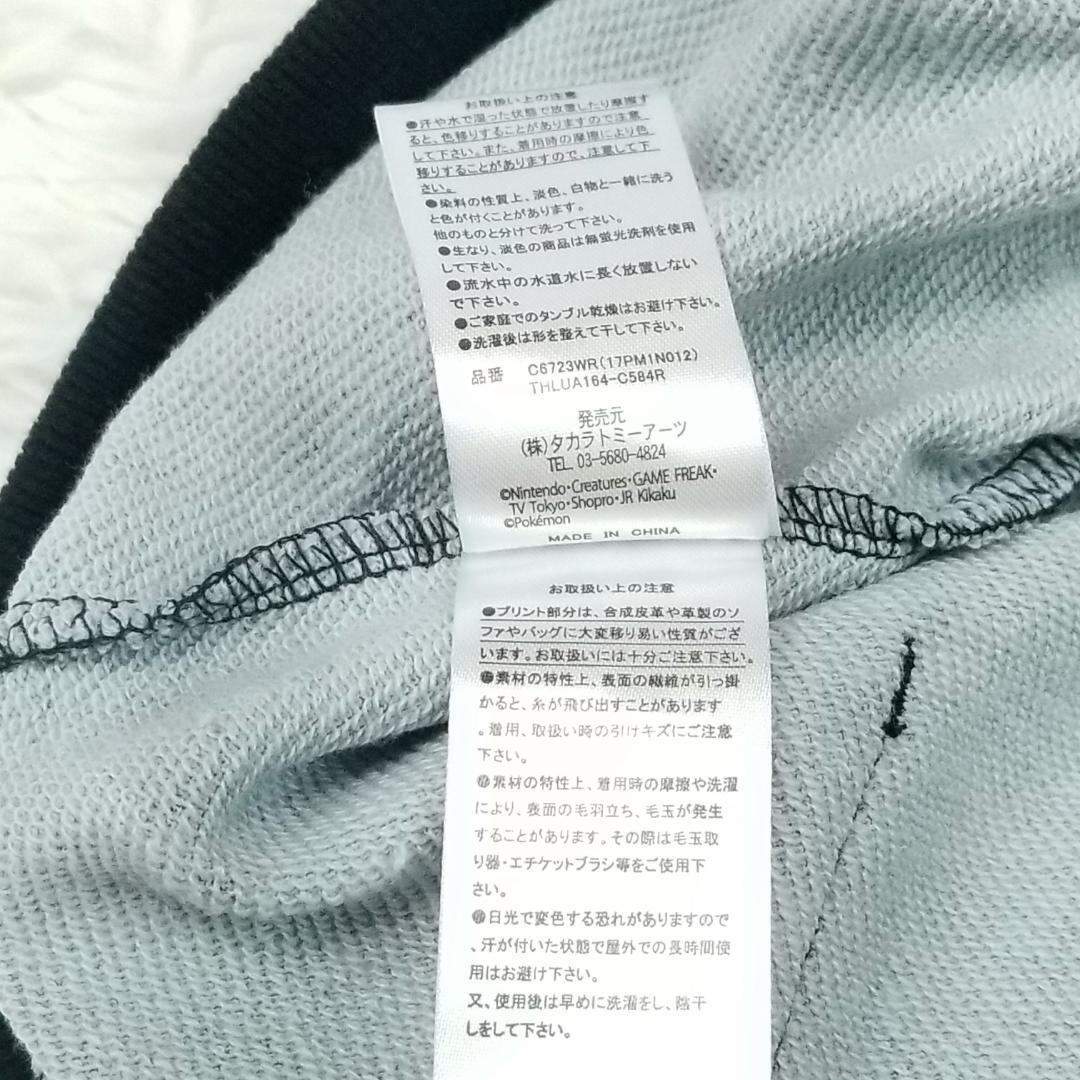 お取扱い上の注意
●汗や水で湿った状態で放置したり摩擦す
ると、色移りすることがありますので注意
して下さい。また、着用時の摩擦により色
移りすることがありますので、注意して下
さい。
●染料の性質上、淡色、白物と一緒に洗う
と色が付くことがあります。
他のものと分けて洗って下さい。
●生なり、淡色の商品は無蛍光洗剤を使用
して下さい。
●流水中の水道水に長く放置しない
で下さい。
●ご家庭でのタンブル乾燥はお避け下さい。
●洗濯後は形を整えて干して下さい。
品番 C6723WR(17PM1N012)
THLUA164-C584R
発売元
(株)タカラトミーアーツ
TEL. 03-5680-4824
©Nintendo・Creatures・GAME FREAK・
TV Tokyo・Shopro・JR Kikaku
©Pokémon
MADE IN CHINA
お取扱い上の注意
●プリント部分は、合成皮革や革製のソ
ファやバッグに大変移り易い性質がござ
います。お取扱いには十分ご注意下さい。
●素材の特性上、表面の繊維が引っ掛
かると、糸が飛び出すことがあります
。着用、取扱い時の引けキズにご注意
下さい。
●素材の特性上、着用時の摩擦や洗濯
により、表面の毛羽立ち、毛玉が発生
することがあります。その際は毛玉取
り器・エチケットブラシ等をご使用下
さい。
●日光で変色する恐れがありますので
、汗が付いた状態で屋外での長時間使
用はお避け下さい。
又、使用後は早めに洗濯をし、陰干
しをして下さい。